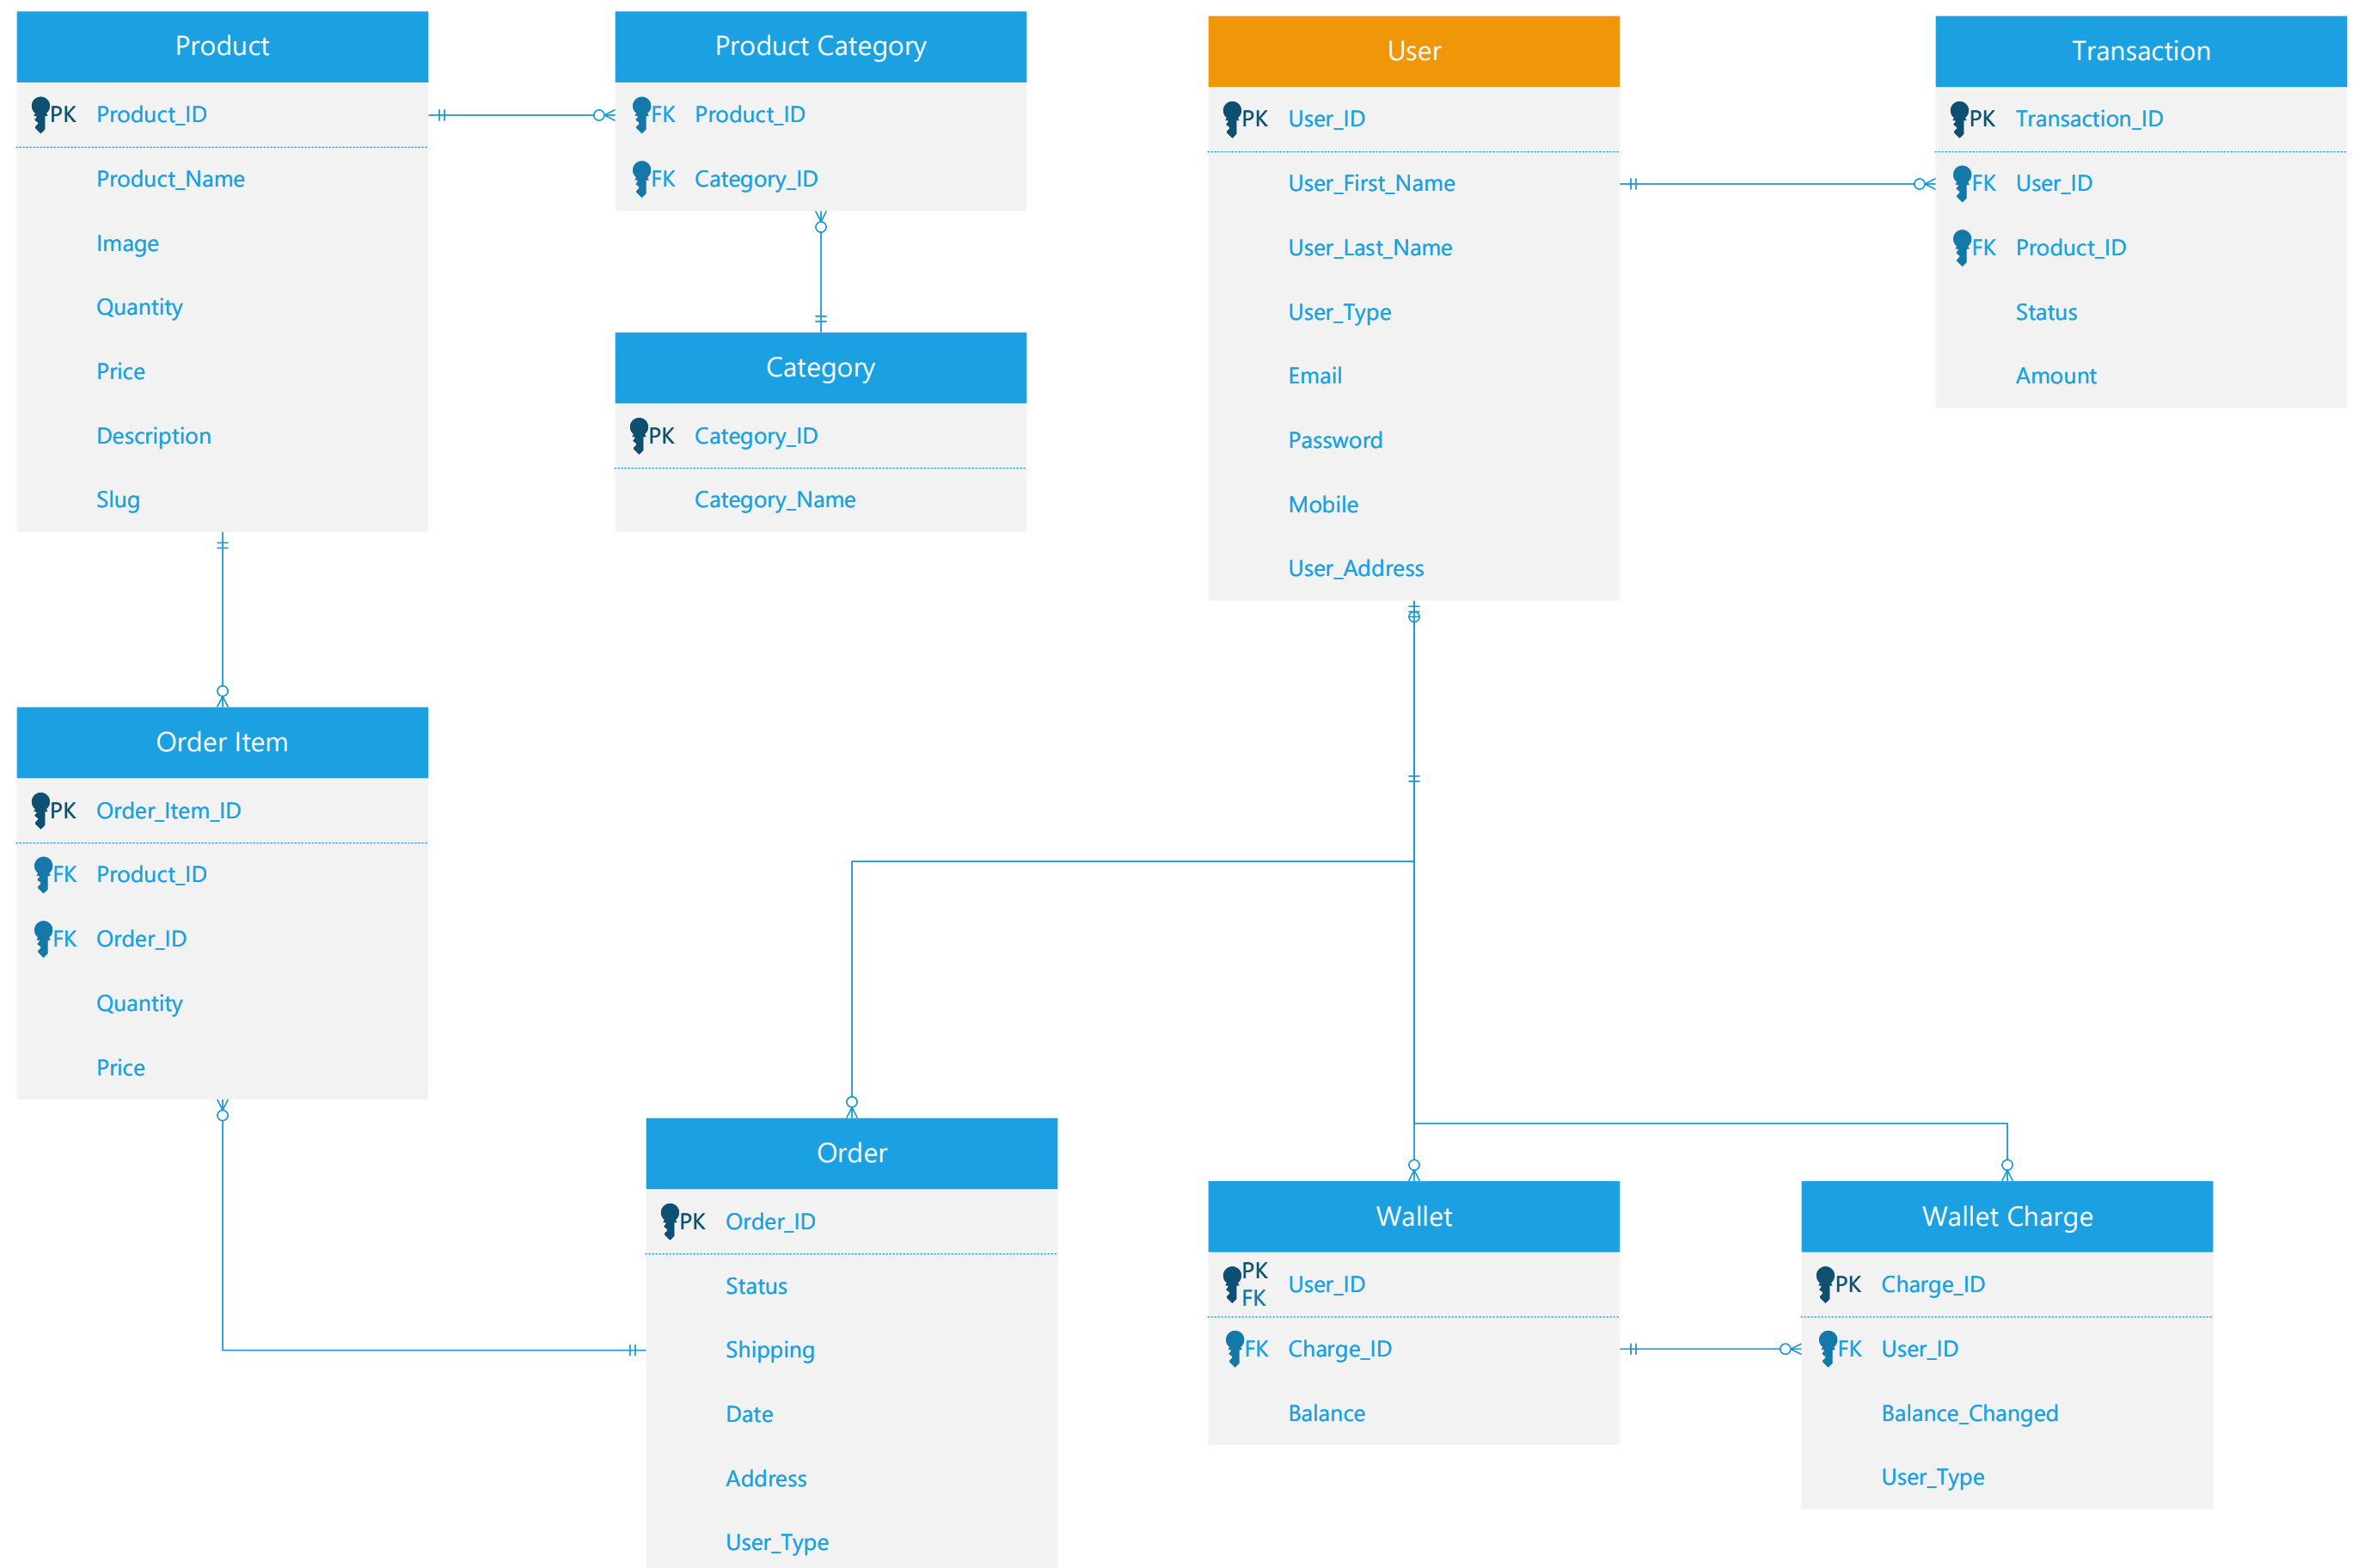 Product
PK Product_ID
Product_Name
Image
Quantity
Price
Description
Slug
Product Category
FK Product_ID
FK Category_ID
Category
PK Category_ID
Category_Name
User
PK User_ID
User_First_Name
User_Last_Name
User_Type
Email
Password
Mobile
User_Address
Transaction
PK Transaction_ID
FK User_ID
FK Product_ID
Status
Amount
Order Item
PK Order_Item_ID
FK Product_ID
FK Order_ID
Quantity
Price
Order
PK Order_ID
Status
Shipping
Date
Address
User_Type
Wallet
PK
FK User_ID
FK Charge_ID
Balance
Wallet Charge
PK Charge_ID
FK User_ID
Balance_Changed
User_Type